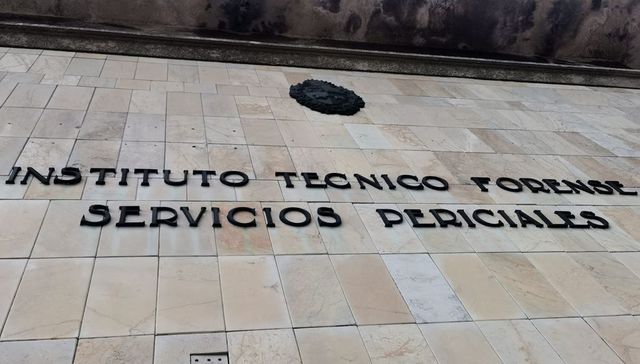 INSTITUTO TECNICO FORENSE
SERVICIOS PERICIALES